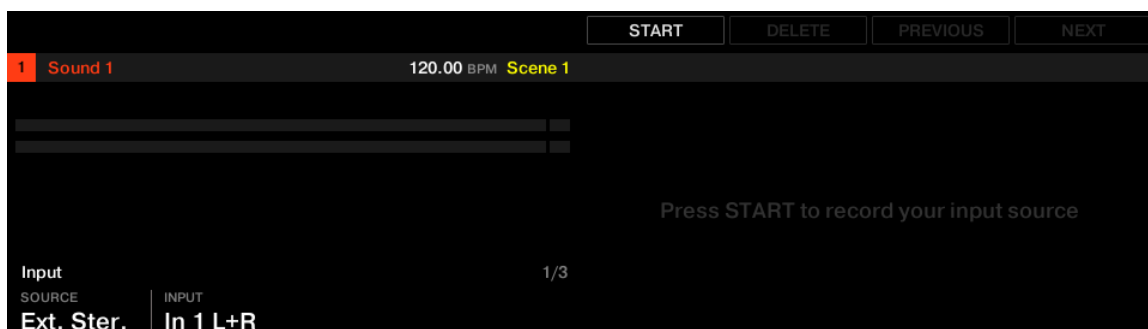 START DELETE PREVIOUS NEXT
1 Sound 1 120.00 BPM Scene 1
Press START to record your input source
Input 1/3
SOURCE INPUT
Ext. Ster. In 1 L+R